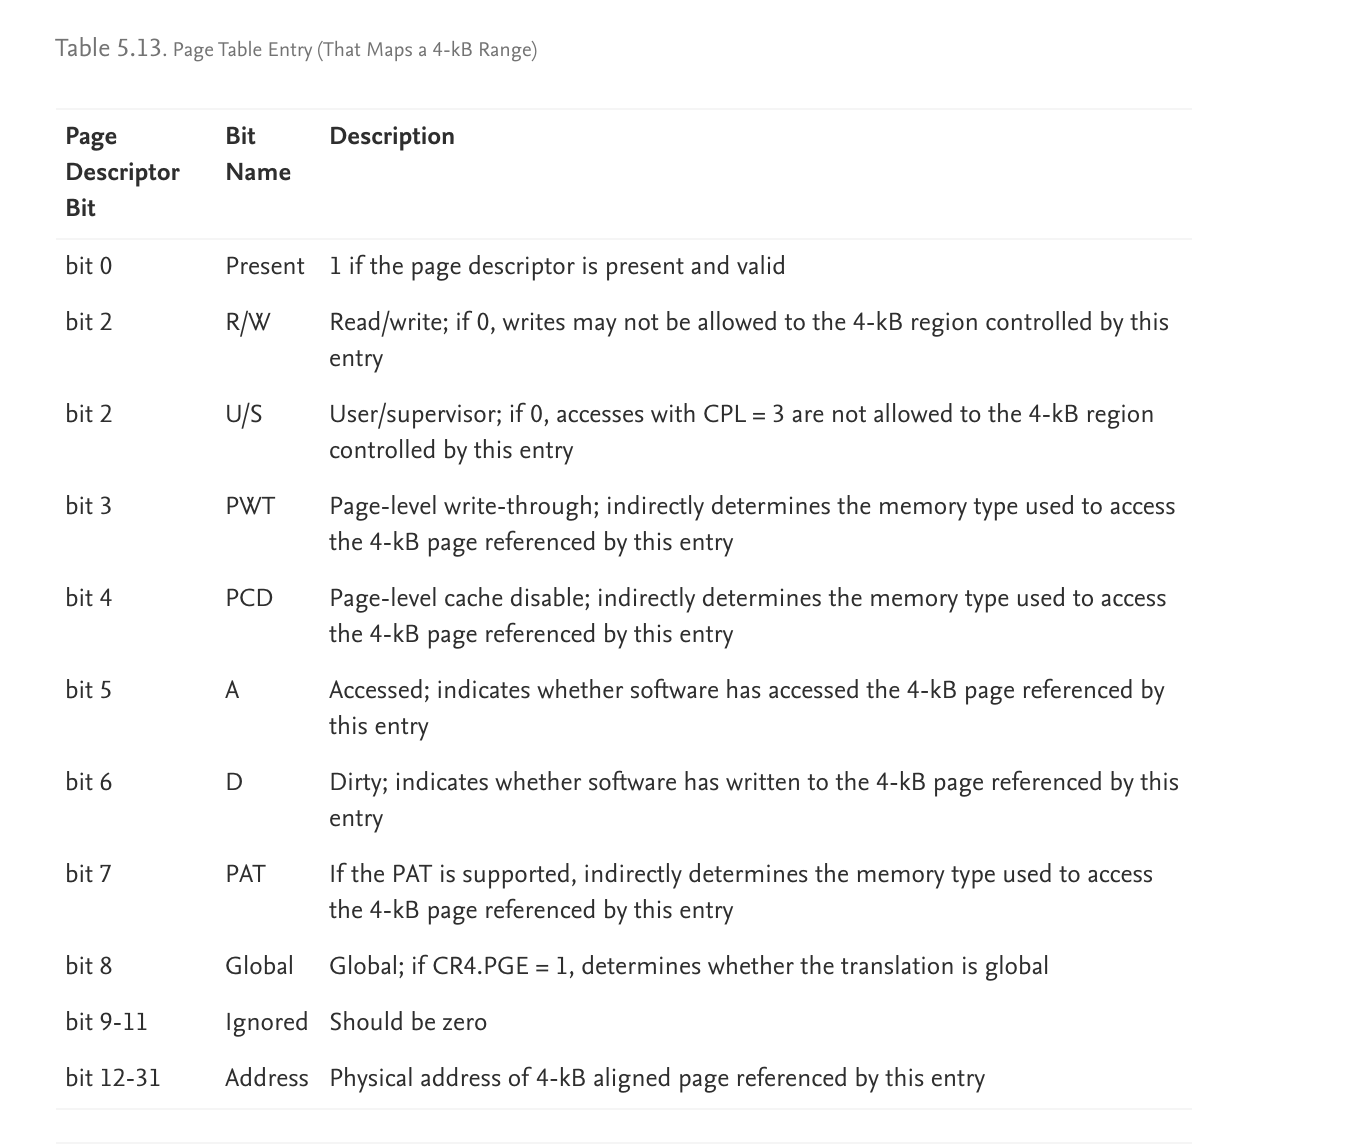 Table 5.13. Page Table Entry (That Maps a 4-kB Range)
Page Descriptor Bit Bit Name Description
bit 0 Present 1 if the page descriptor is present and valid
bit 2 R/W Read/write; if 0, writes may not be allowed to the 4-kB region controlled by this
entry
bit 2 U/S User/supervisor; if 0, accesses with CPL = 3 are not allowed to the 4-kB region
controlled by this entry
bit 3 PWT Page-level write-through; indirectly determines the memory type used to access
the 4-kB page referenced by this entry
bit 4 PCD Page-level cache disable; indirectly determines the memory type used to access
the 4-kB page referenced by this entry
bit 5 A Accessed; indicates whether software has accessed the 4-kB page referenced by
this entry
bit 6 D Dirty; indicates whether software has written to the 4-kB page referenced by this
entry
bit 7 PAT If the PAT is supported, indirectly determines the memory type used to access
the 4-kB page referenced by this entry
bit 8 Global Global; if CR4.PGE = 1, determines whether the translation is global
bit 9-11 Ignored Should be zero
bit 12-31 Address Physical address of 4-kB aligned page referenced by this entry